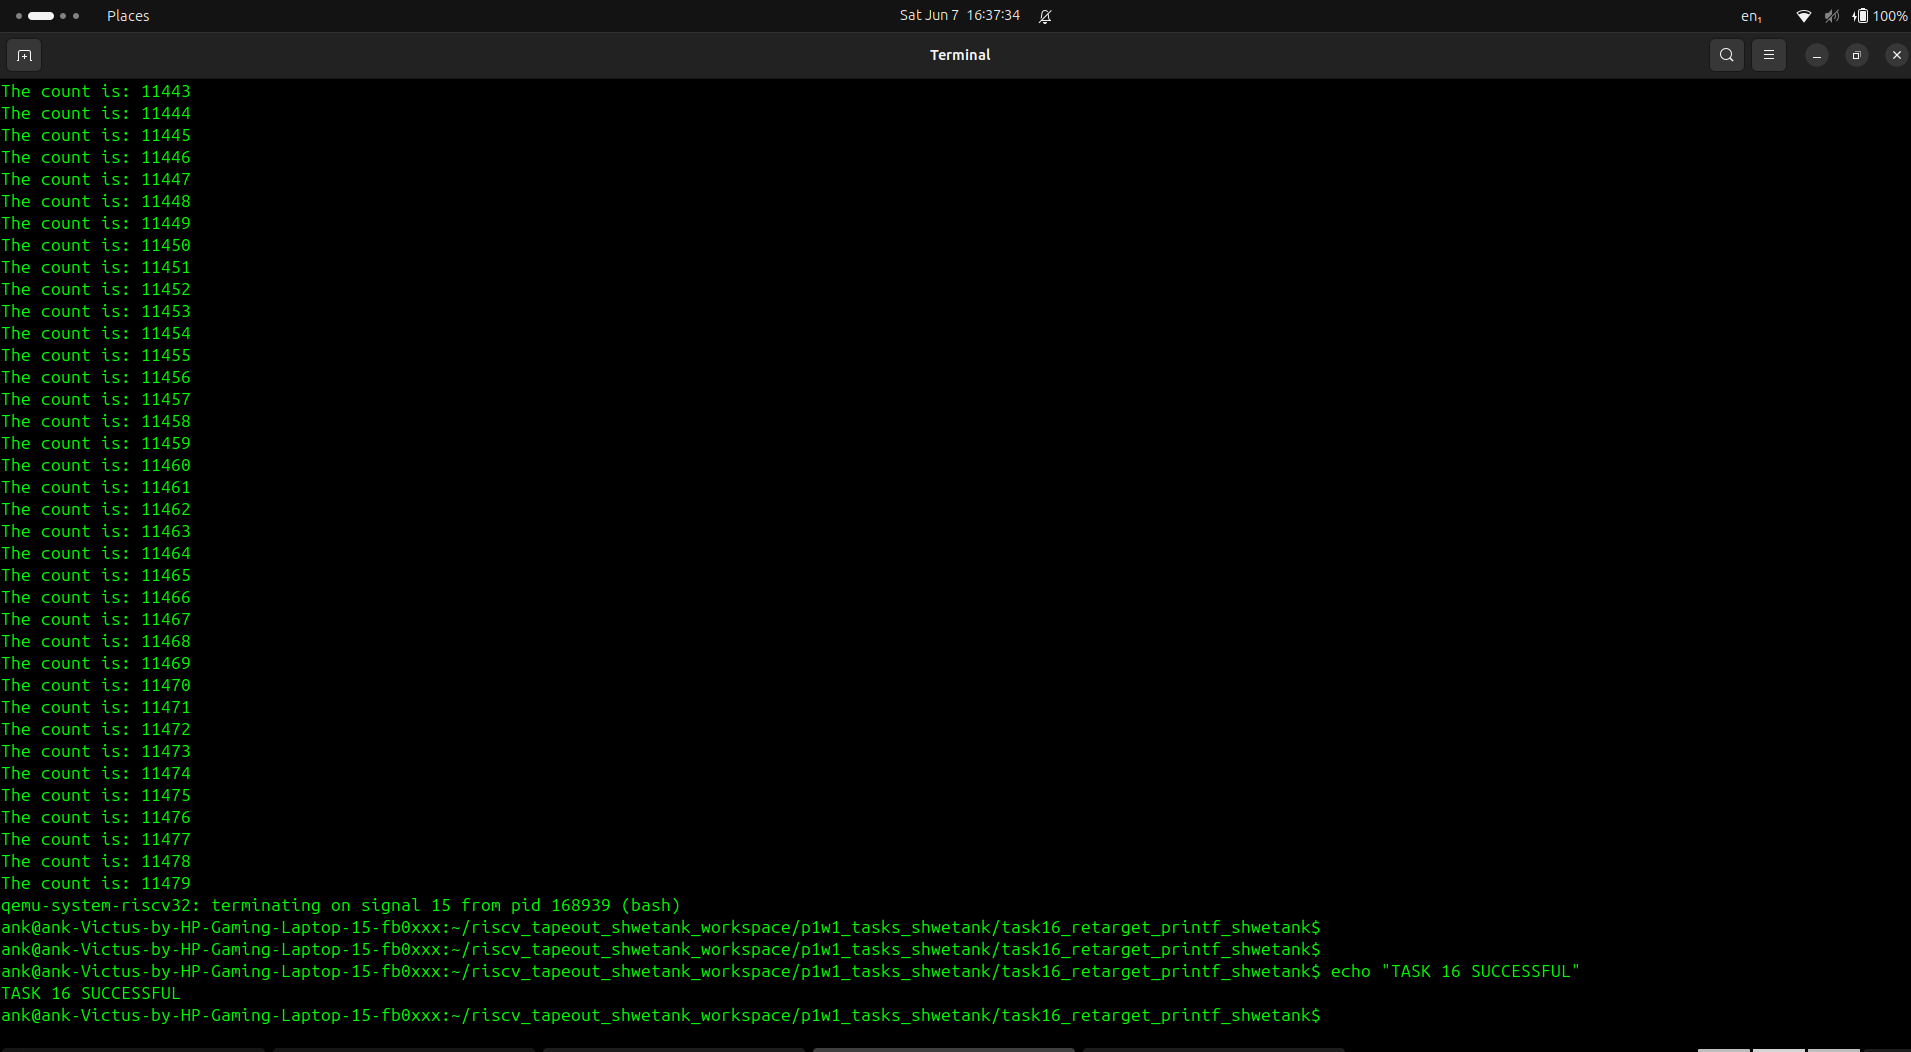 Places
Sat Jun 7 16:37:34
en₁
100%
Terminal
The count is: 11443
The count is: 11444
The count is: 11445
The count is: 11446
The count is: 11447
The count is: 11448
The count is: 11449
The count is: 11450
The count is: 11451
The count is: 11452
The count is: 11453
The count is: 11454
The count is: 11455
The count is: 11456
The count is: 11457
The count is: 11458
The count is: 11459
The count is: 11460
The count is: 11461
The count is: 11462
The count is: 11463
The count is: 11464
The count is: 11465
The count is: 11466
The count is: 11467
The count is: 11468
The count is: 11469
The count is: 11470
The count is: 11471
The count is: 11472
The count is: 11473
The count is: 11474
The count is: 11475
The count is: 11476
The count is: 11477
The count is: 11478
The count is: 11479
qemu-system-riscv32: terminating on signal 15 from pid 168939 (bash)
ank@ank-Victus-by-HP-Gaming-Laptop-15-fb0xxx:~/riscv_tapeout_shwetank_workspace/p1w1_tasks_shwetank/task16_retarget_printf_shwetank$
ank@ank-Victus-by-HP-Gaming-Laptop-15-fb0xxx:~/riscv_tapeout_shwetank_workspace/p1w1_tasks_shwetank/task16_retarget_printf_shwetank$
ank@ank-Victus-by-HP-Gaming-Laptop-15-fb0xxx:~/riscv_tapeout_shwetank_workspace/p1w1_tasks_shwetank/task16_retarget_printf_shwetank$ echo "TASK 16 SUCCESSFUL"
TASK 16 SUCCESSFUL
ank@ank-Victus-by-HP-Gaming-Laptop-15-fb0xxx:~/riscv_tapeout_shwetank_workspace/p1w1_tasks_shwetank/task16_retarget_printf_shwetank$